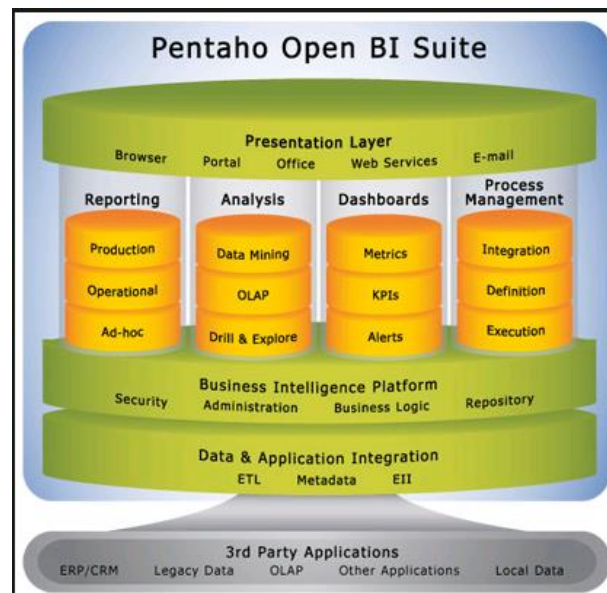 Pentaho Open BI Suite
Presentation Layer
Browser Portal Office Web Services E-mail
Reporting Analysis Dashboards Process Management
Production Data Mining Metrics Integration
Operational OLAP KPIs Definition
Ad-hoc Drill & Explore Alerts Execution
Business Intelligence Platform
Security Administration Business Logic Repository
Data & Application Integration
ETL Metadata EII
3rd Party Applications
ERP/CRM Legacy Data OLAP Other Applications Local Data